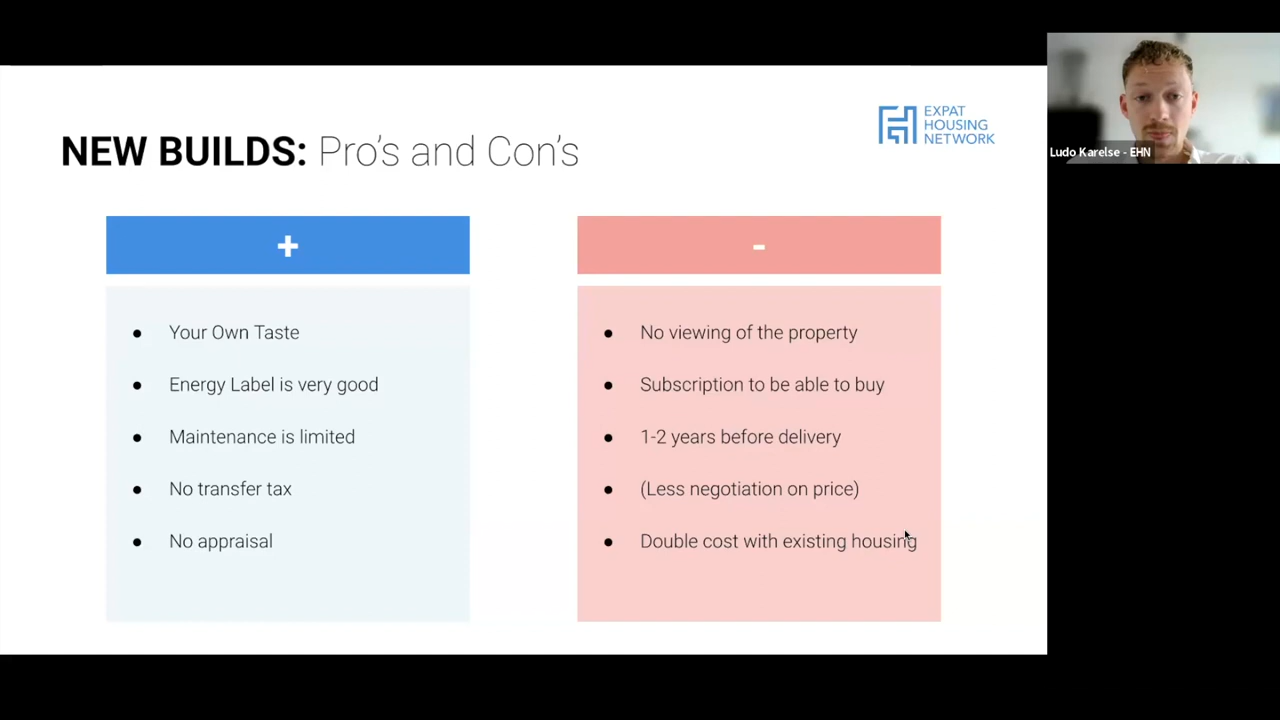 NEW BUILDS: Pro's and Con's
EXPAT
HOUSING
NETWORK
Ludo Karelse - EHN
+
● Your Own Taste
● Energy Label is very good
● Maintenance is limited
● No transfer tax
● No appraisal
-
● No viewing of the property
● Subscription to be able to buy
● 1-2 years before delivery
● (Less negotiation on price)
● Double cost with existing housing